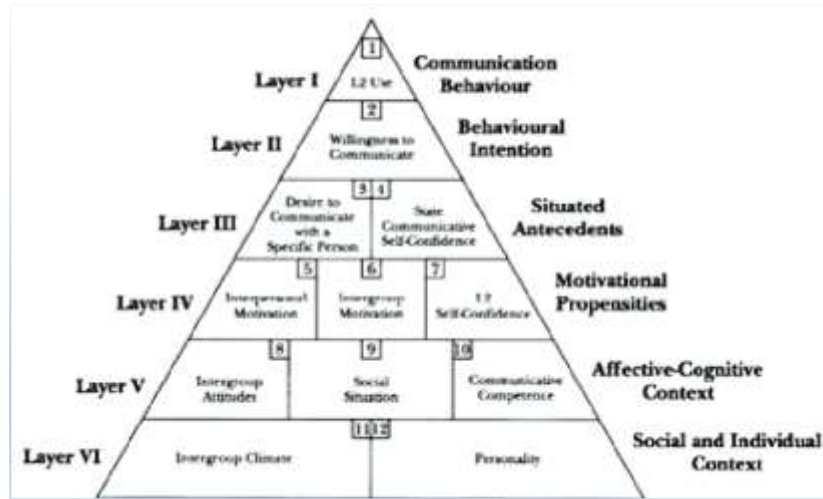 1
Layer I
L2 Use
Communication
Behaviour
2
Layer II
Willingness to
Communicate
Behavioural
Intention
3 4
Layer III
Desire to
Communicate
with a
Specific Person
State
Communicative
Self-Confidence
Situated
Antecedents
5 6 7
Layer IV
Interpersonal
Motivation
Intergroup
Motivation
L2
Self-Confidence
Motivational
Propensities
8 9 10
Layer V
Intergroup
Attitudes
Social
Situation
Communicative
Competence
Affective-Cognitive
Context
11 12
Layer VI
Intergroup Climate
Personality
Social and Individual
Context